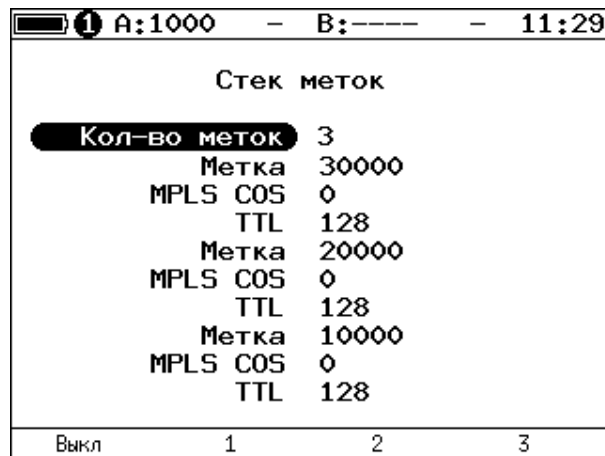 1 A:1000 – B:---- – 11:29
Стек меток
Кол-во меток 3
Метка 30000
MPLS COS 0
TTL 128
Метка 20000
MPLS COS 0
TTL 128
Метка 10000
MPLS COS 0
TTL 128
Выкл 1 2 3